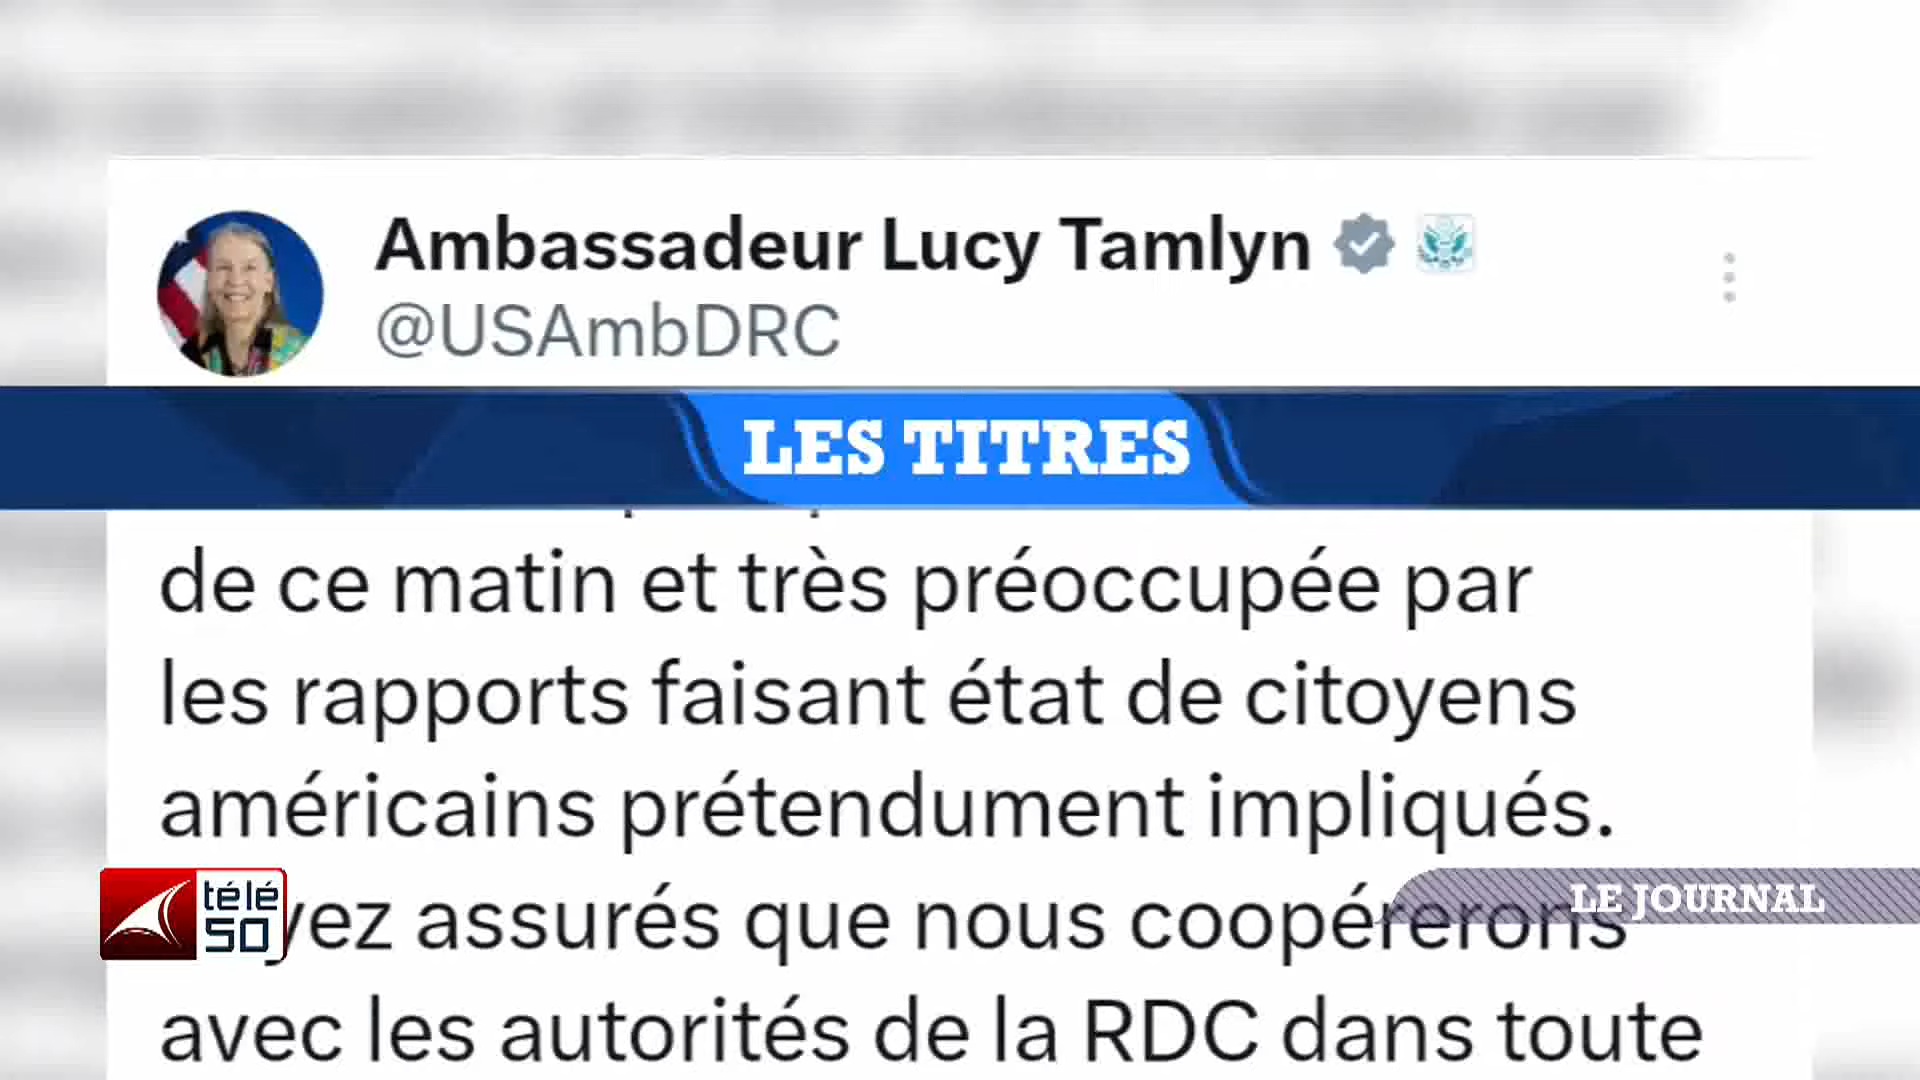 Ambassadeur Lucy Tamlyn
@USAmbDRC
LES TITRES
de ce matin et très préoccupée par
les rapports faisant état de citoyens
américains prétendument impliqués.
yez assurés que nous coopérerons
avec les autorités de la RDC dans toute
télé
50
LE JOURNAL